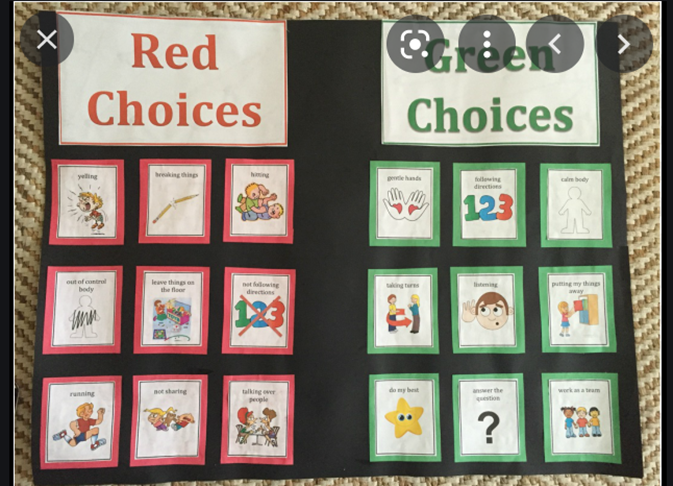 Red
Choices
Green
Choices
yelling
breaking things
hitting
gentle hands
following
directions
123
calm body
out of control
body
leave things on
the floor
not following
directions
123
taking turns
listening
putting my things
away
running
not sharing
talking over
people
do my best
answer the
question
?
work as a team